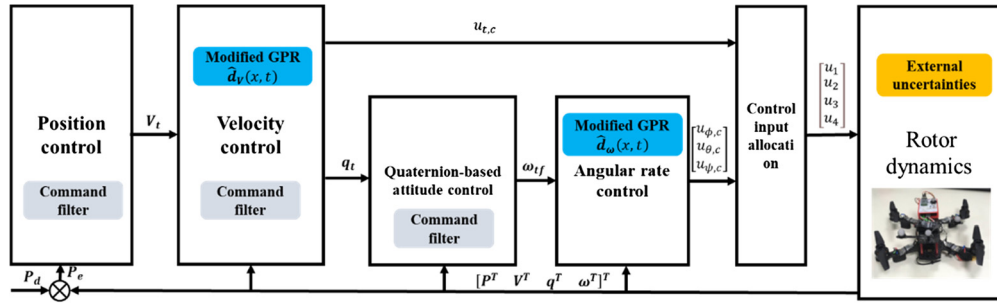 Position
control
Command
filter
P_d
P_e
V_t
Modified GPR
d̂_V(x, t)
Velocity
control
Command
filter
u_{t,c}
q_t
Quaternion-based
attitude control
Command
filter
ω_{tf}
Modified GPR
d̂_ω(x, t)
Angular rate
control
[u_{ϕ,c}
u_{θ,c}
u_{ψ,c}]
Control
input
allocati
on
[u_1
u_2
u_3
u_4]
External
uncertainties
Rotor
dynamics
[P^T V^T q^T ω^T]^T